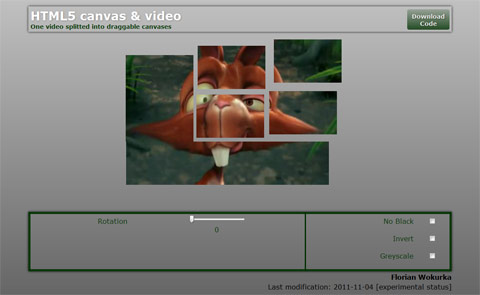 HTML5 canvas & video
One video splitted into draggable canvases
Download
Code
Rotation
0
No Black
Invert
Greyscale
Florian Wokurka
Last modification: 2011-11-04 [experimental status]